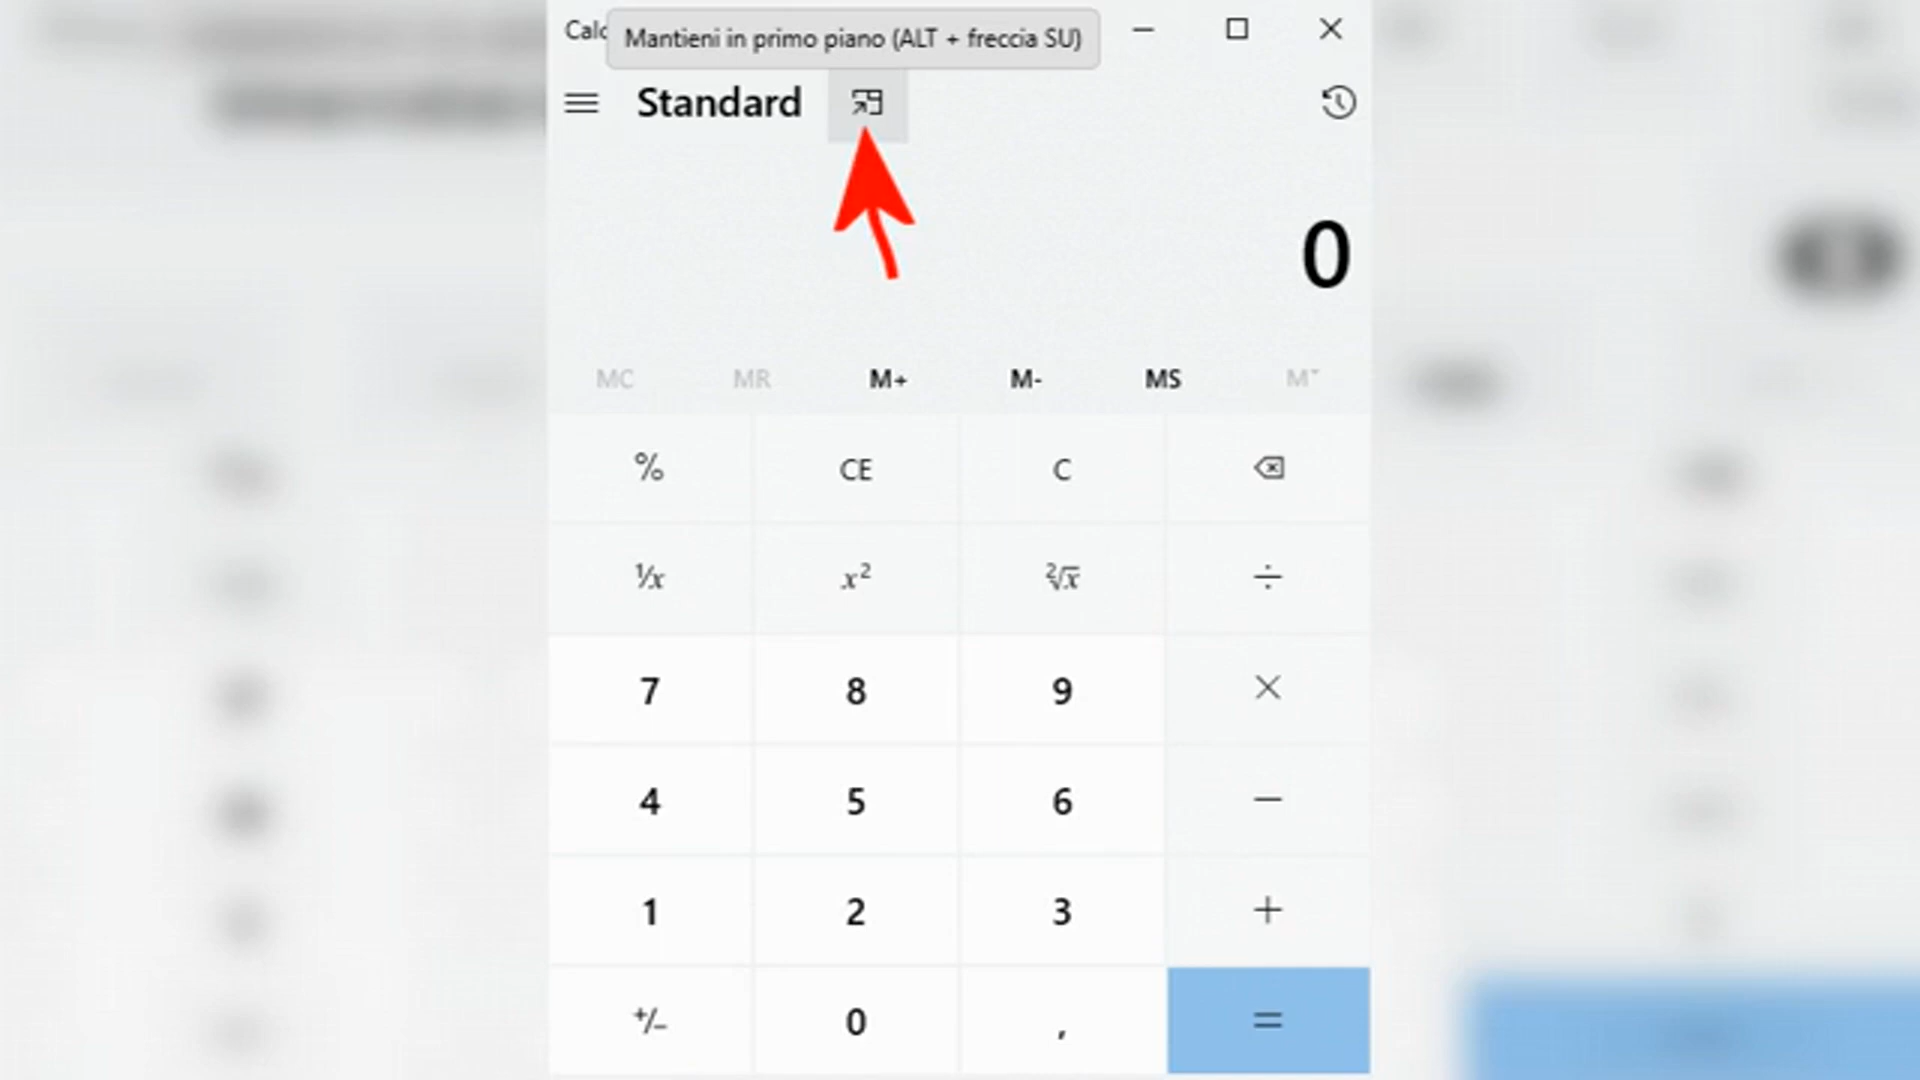 Calc
Mantieni in primo piano (ALT + freccia SU)
Standard
0
MC MR M+ M- MS M˅
% CE C
⅟x x² ²√x ÷
7 8 9 ×
4 5 6 −
1 2 3 +
+/− 0 , =